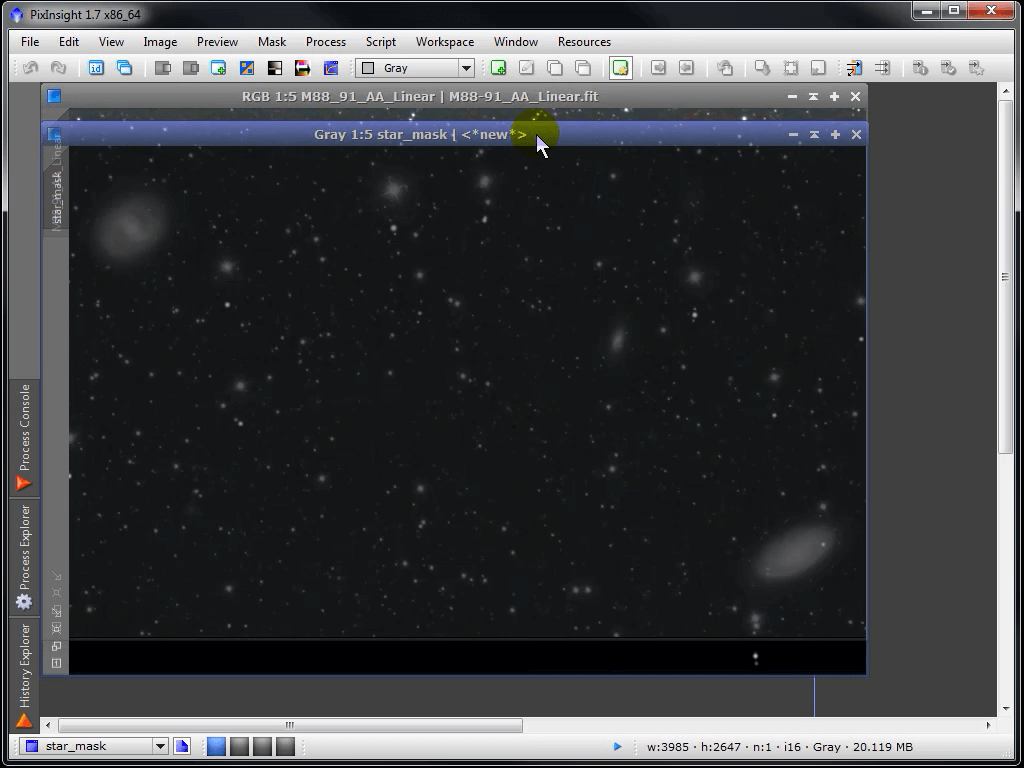 PixInsight 1.7 x86_64
File Edit View Image Preview Mask Process Script Workspace Window Resources
id
Gray
RGB 1:5 M88_91_AA_Linear | M88-91_AA_Linear.fit
Gray 1:5 star_mask | <*new*>
star_mask
Process Console
Process Explorer
History Explorer
star_mask
w:3985 · h:2647 · n:1 · i16 · Gray · 20.119 MB